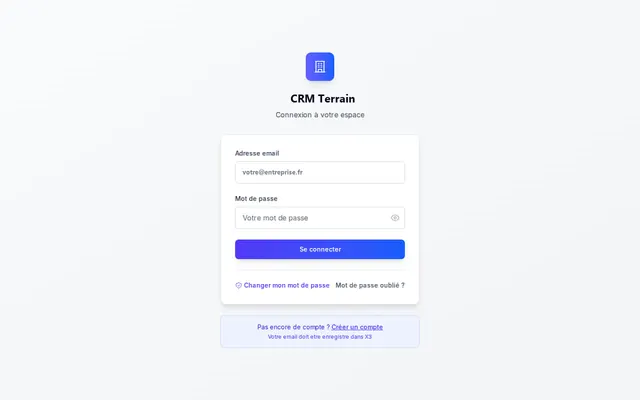 CRM Terrain
Connexion à votre espace
Adresse email
votre@entreprise.fr
Mot de passe
Votre mot de passe
Se connecter
Changer mon mot de passe
Mot de passe oublié ?
Pas encore de compte ? Créer un compte
Votre email doit etre enregistre dans X3